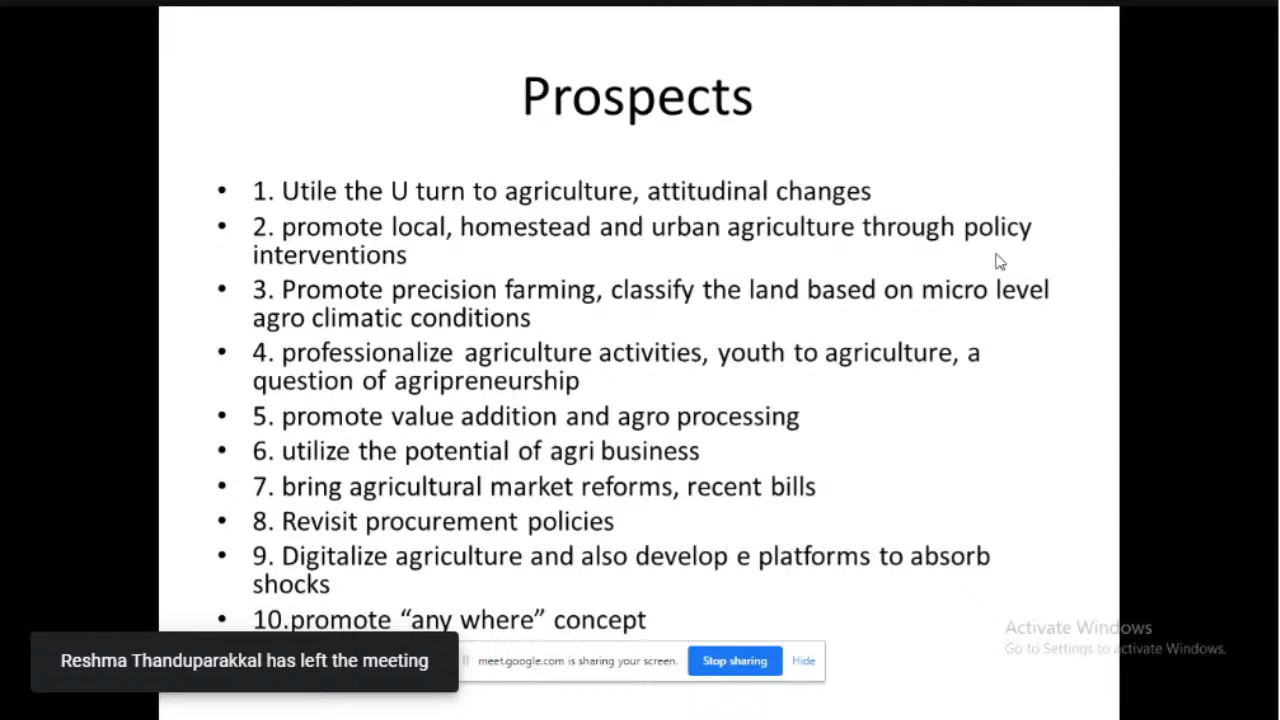 Prospects
• 1. Utile the U turn to agriculture, attitudinal changes
• 2. promote local, homestead and urban agriculture through policy
interventions
• 3. Promote precision farming, classify the land based on micro level
agro climatic conditions
• 4. professionalize agriculture activities, youth to agriculture, a
question of agripreneurship
• 5. promote value addition and agro processing
• 6. utilize the potential of agri business
• 7. bring agricultural market reforms, recent bills
• 8. Revisit procurement policies
• 9. Digitalize agriculture and also develop e platforms to absorb
shocks
• 10.promote “any where” concept
Activate Windows
Go to Settings to activate Windows.
Reshma Thanduparakkal has left the meeting
meet.google.com is sharing your screen. Stop sharing Hide